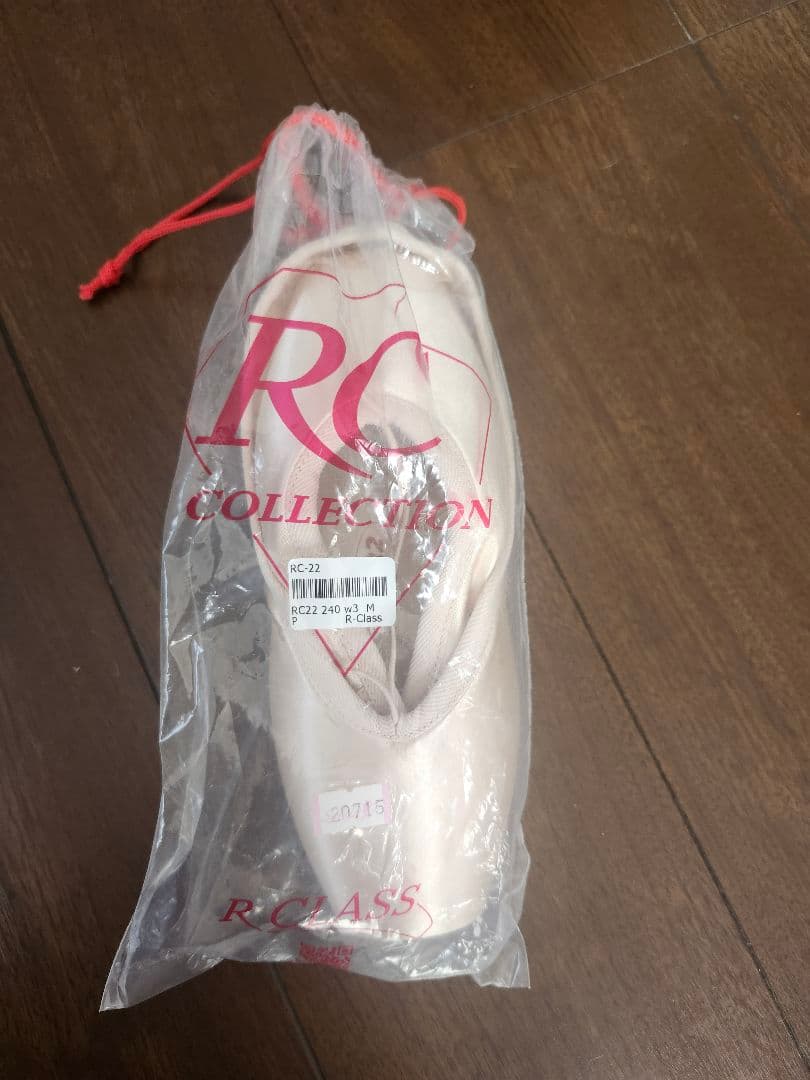 RC
COLLECTION
RC-22
RC22 240 w3 M
P R-Class
20715
R CLASS